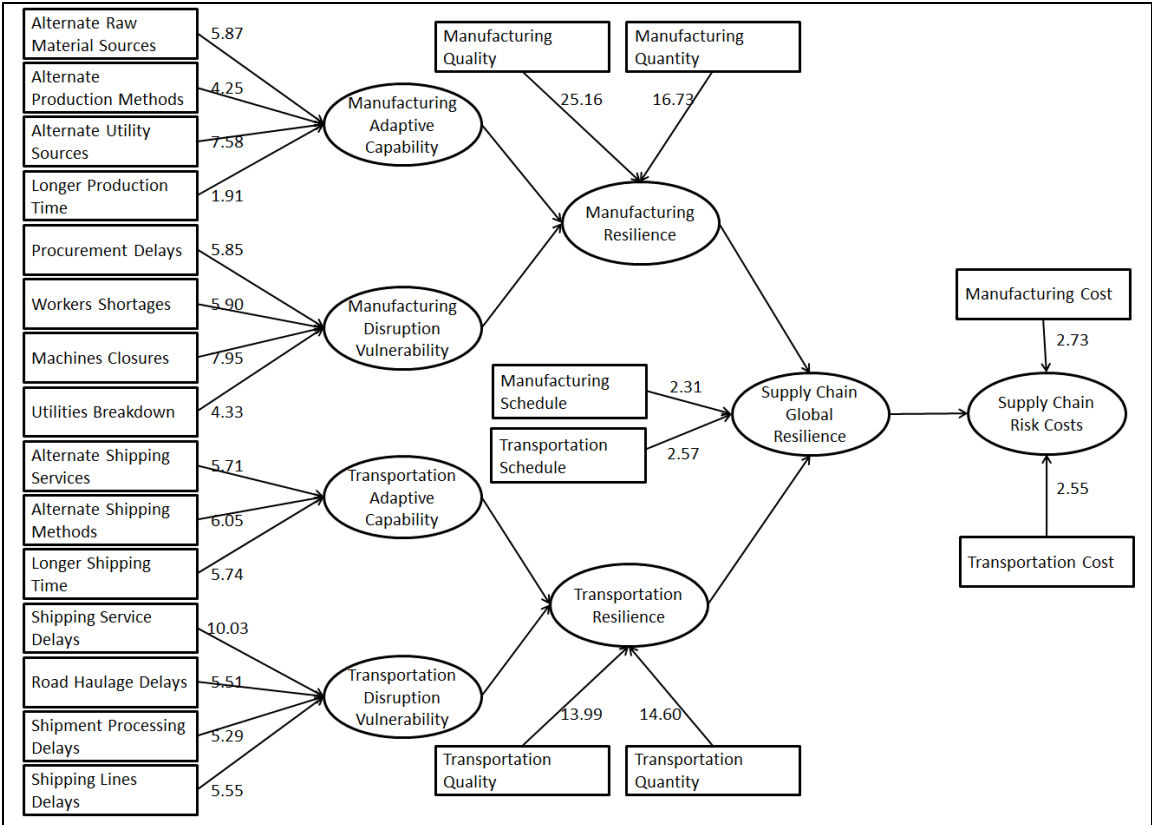 Alternate Raw
Material Sources
5.87
Alternate
Production Methods
4.25
Alternate Utility
Sources
7.58
Longer Production
Time
1.91
Procurement Delays
5.85
Workers Shortages
5.90
Machines Closures
7.95
Utilities Breakdown
4.33
Alternate Shipping
Services
5.71
Alternate Shipping
Methods
6.05
Longer Shipping
Time
5.74
Shipping Service
Delays
10.03
Road Haulage Delays
5.51
Shipment Processing
Delays
5.29
Shipping Lines
Delays
5.55
Manufacturing
Adaptive
Capability
Manufacturing
Disruption
Vulnerability
Transportation
Adaptive
Capability
Transportation
Disruption
Vulnerability
Manufacturing
Quality
25.16
Manufacturing
Quantity
16.73
Manufacturing
Resilience
Manufacturing
Schedule
2.31
Transportation
Schedule
2.57
Transportation
Resilience
13.99
14.60
Transportation
Quality
Transportation
Quantity
Supply Chain
Global
Resilience
Manufacturing Cost
2.73
Supply Chain
Risk Costs
2.55
Transportation Cost